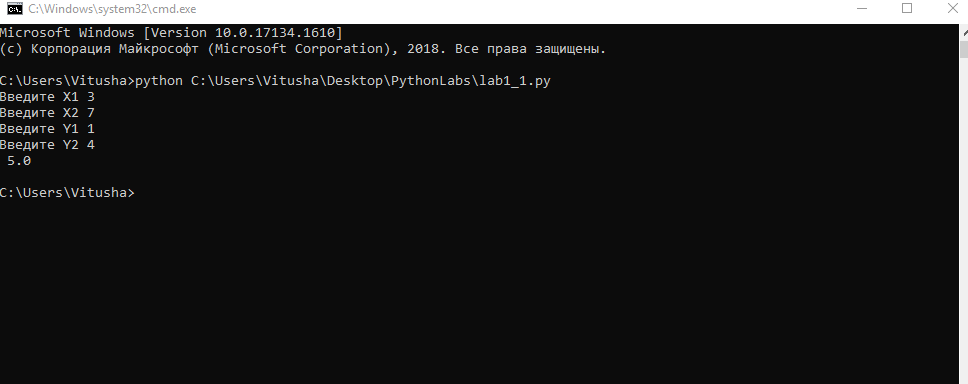 C:\Windows\system32\cmd.exe
Microsoft Windows [Version 10.0.17134.1610]
(c) Корпорация Майкрософт (Microsoft Corporation), 2018. Все права защищены.
C:\Users\Vitusha>python C:\Users\Vitusha\Desktop\PythonLabs\lab1_1.py
Введите X1 3
Введите X2 7
Введите Y1 1
Введите Y2 4
5.0
C:\Users\Vitusha>